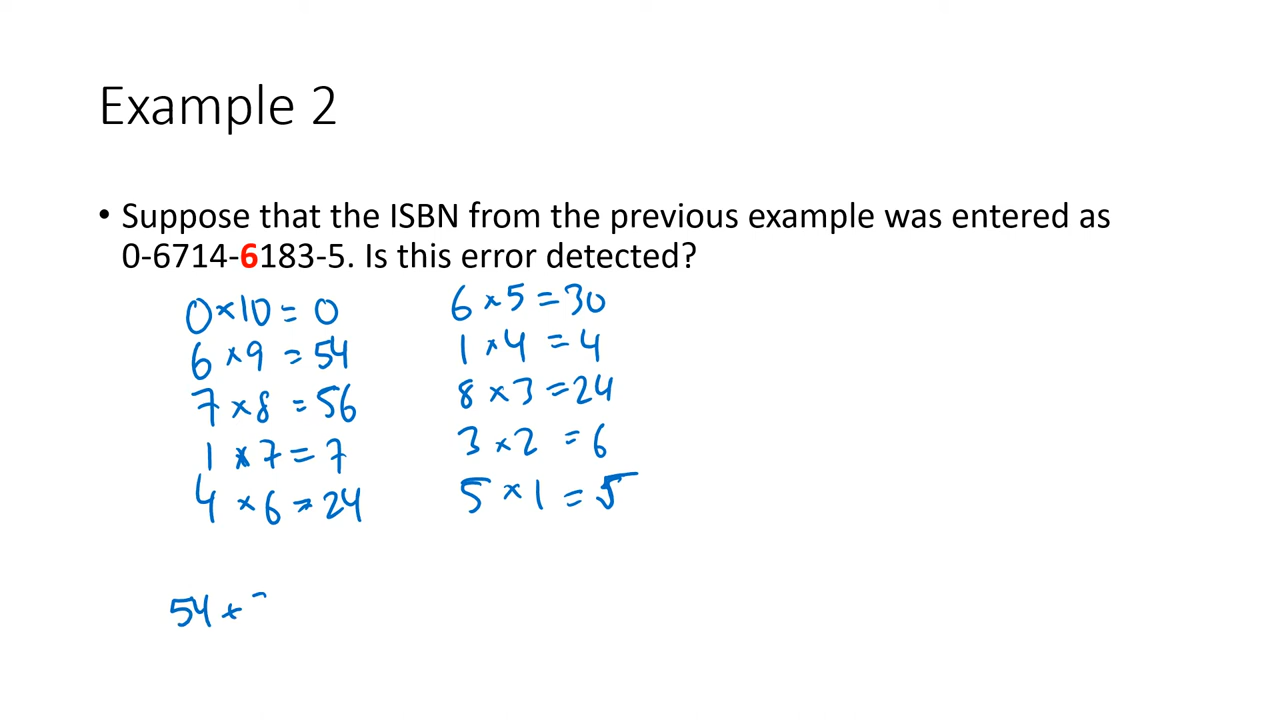 Example 2
• Suppose that the ISBN from the previous example was entered as
0-6714-6183-5. Is this error detected?
0 × 10 = 0
6 × 9 = 54
7 × 8 = 56
1 × 7 = 7
4 × 6 = 24
6 × 5 = 30
1 × 4 = 4
8 × 3 = 24
3 × 2 = 6
5 × 1 = 5
54 +